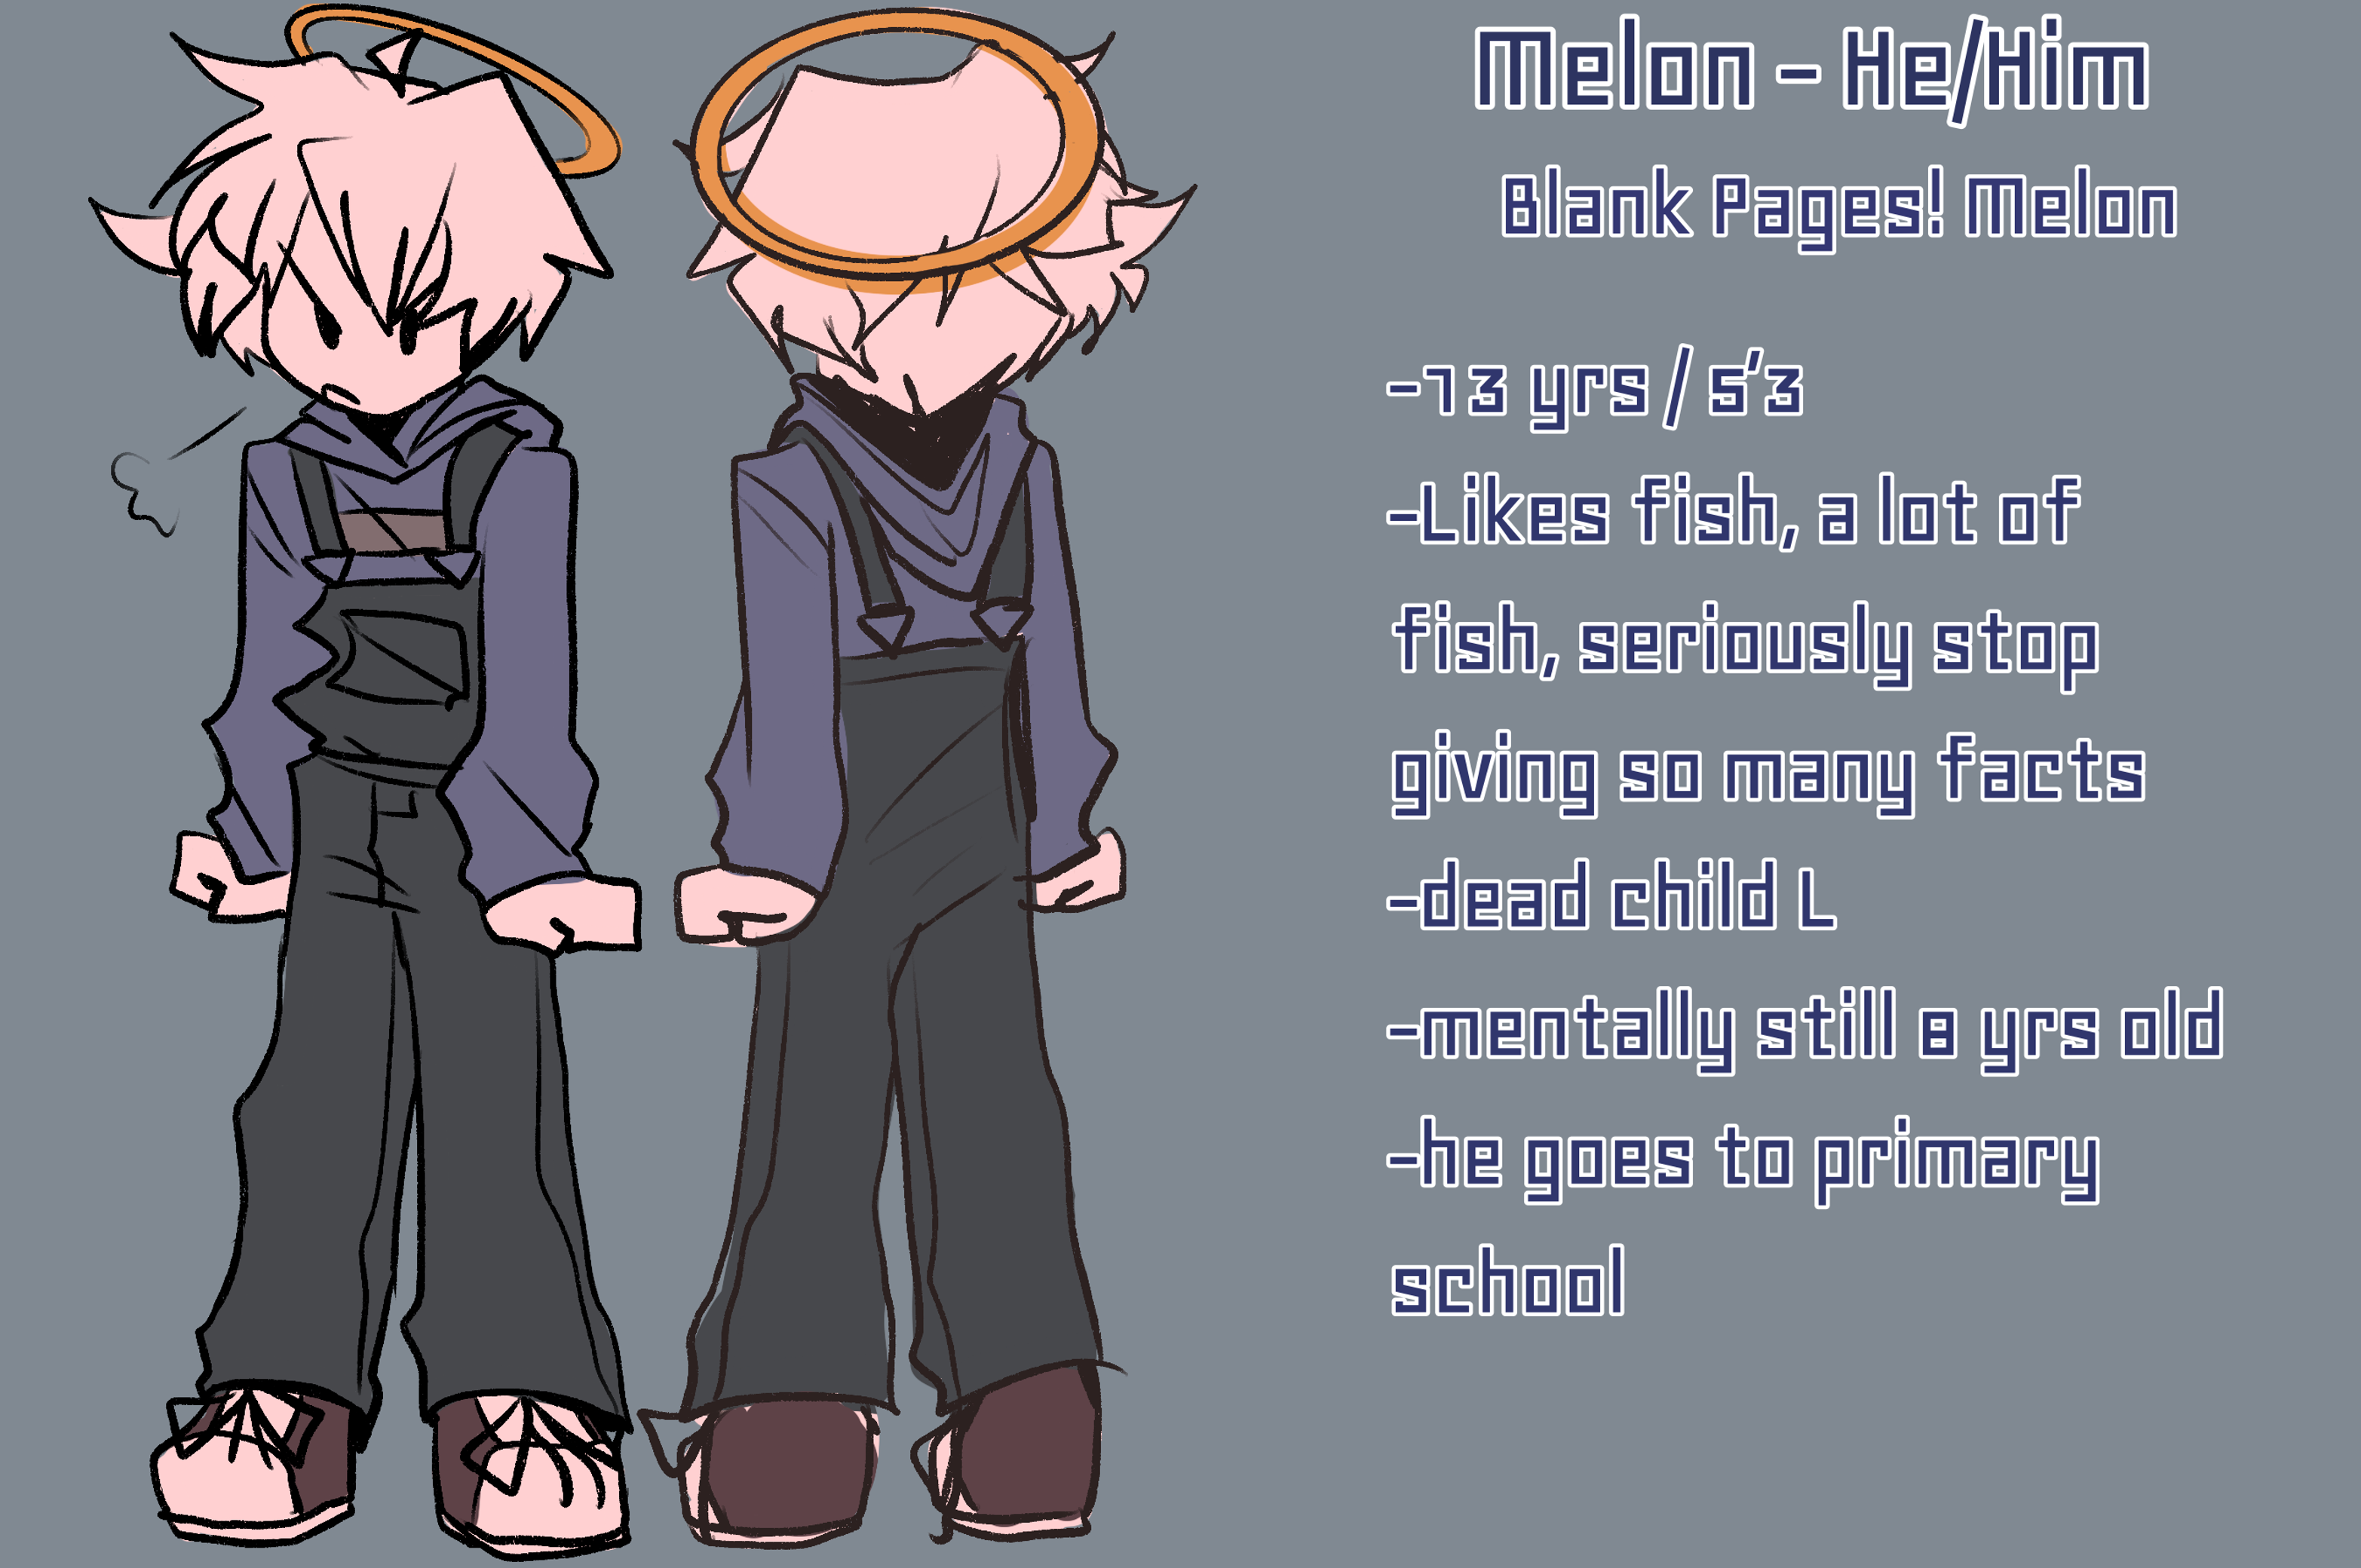 Melon - He/Him
Blank Pages! Melon
-13 yrs / 5'3
-Likes fish, a lot of
fish, seriously stop
giving so many facts
-dead child L
-mentally still 8 yrs old
-he goes to primary
school